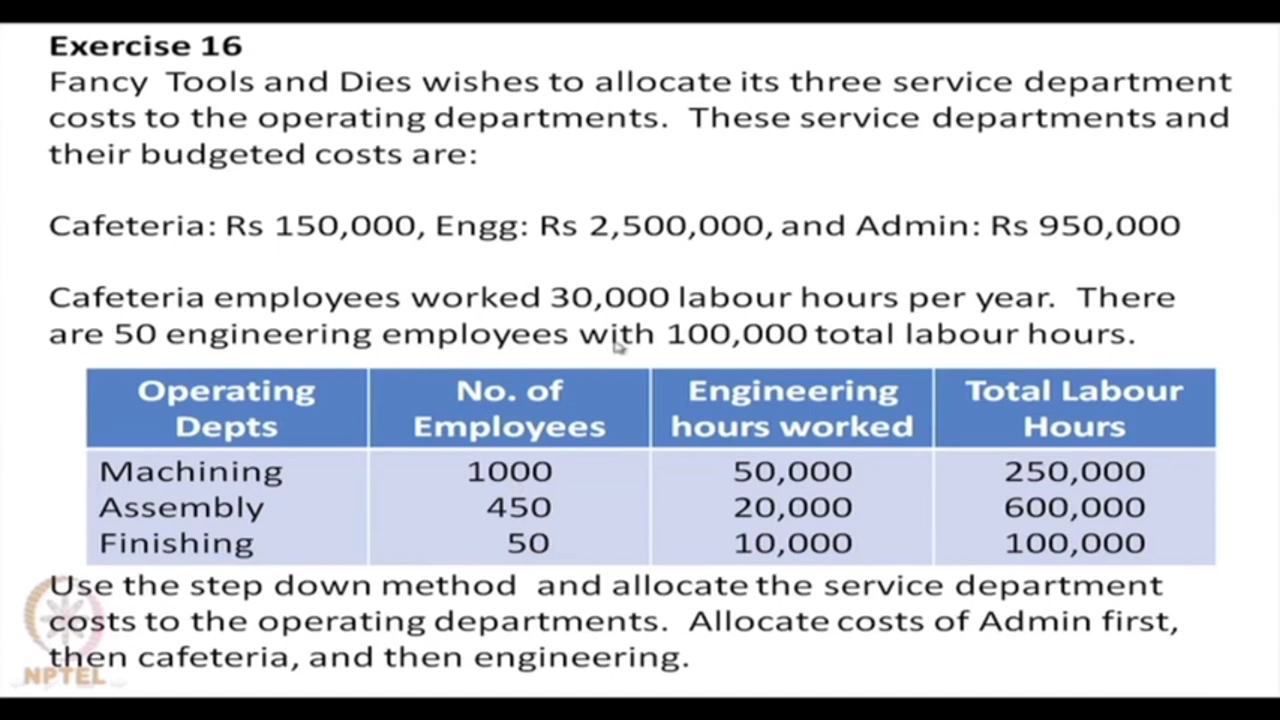 Exercise 16
Fancy Tools and Dies wishes to allocate its three service department
costs to the operating departments. These service departments and
their budgeted costs are:
Cafeteria: Rs 150,000, Engg: Rs 2,500,000, and Admin: Rs 950,000
Cafeteria employees worked 30,000 labour hours per year. There
are 50 engineering employees with 100,000 total labour hours.
Operating Depts No. of Employees Engineering hours worked Total Labour Hours
Machining 1000 50,000 250,000
Assembly 450 20,000 600,000
Finishing 50 10,000 100,000
Use the step down method and allocate the service department
costs to the operating departments. Allocate costs of Admin first,
then cafeteria, and then engineering.
NPTEL